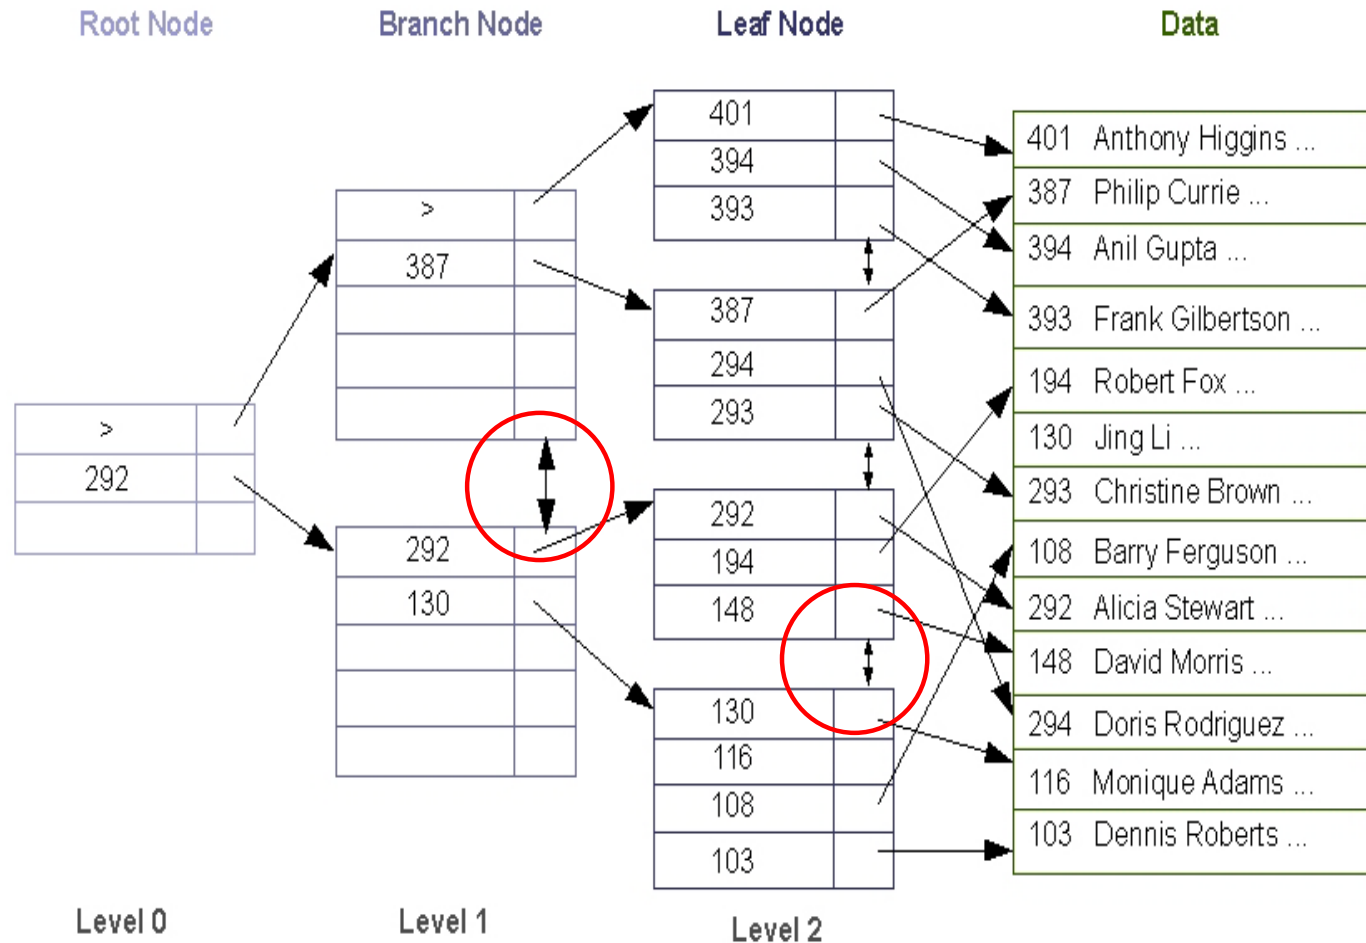 Root Node
Branch Node
Leaf Node
Data
>
292
>
387
292
130
401
394
393
387
294
293
292
194
148
130
116
108
103
401 Anthony Higgins ...
387 Philip Currie ...
394 Anil Gupta ...
393 Frank Gilbertson ...
194 Robert Fox ...
130 Jing Li ...
293 Christine Brown ...
108 Barry Ferguson ...
292 Alicia Stewart ...
148 David Morris ...
294 Doris Rodriguez ...
116 Monique Adams ...
103 Dennis Roberts ...
Level 0
Level 1
Level 2